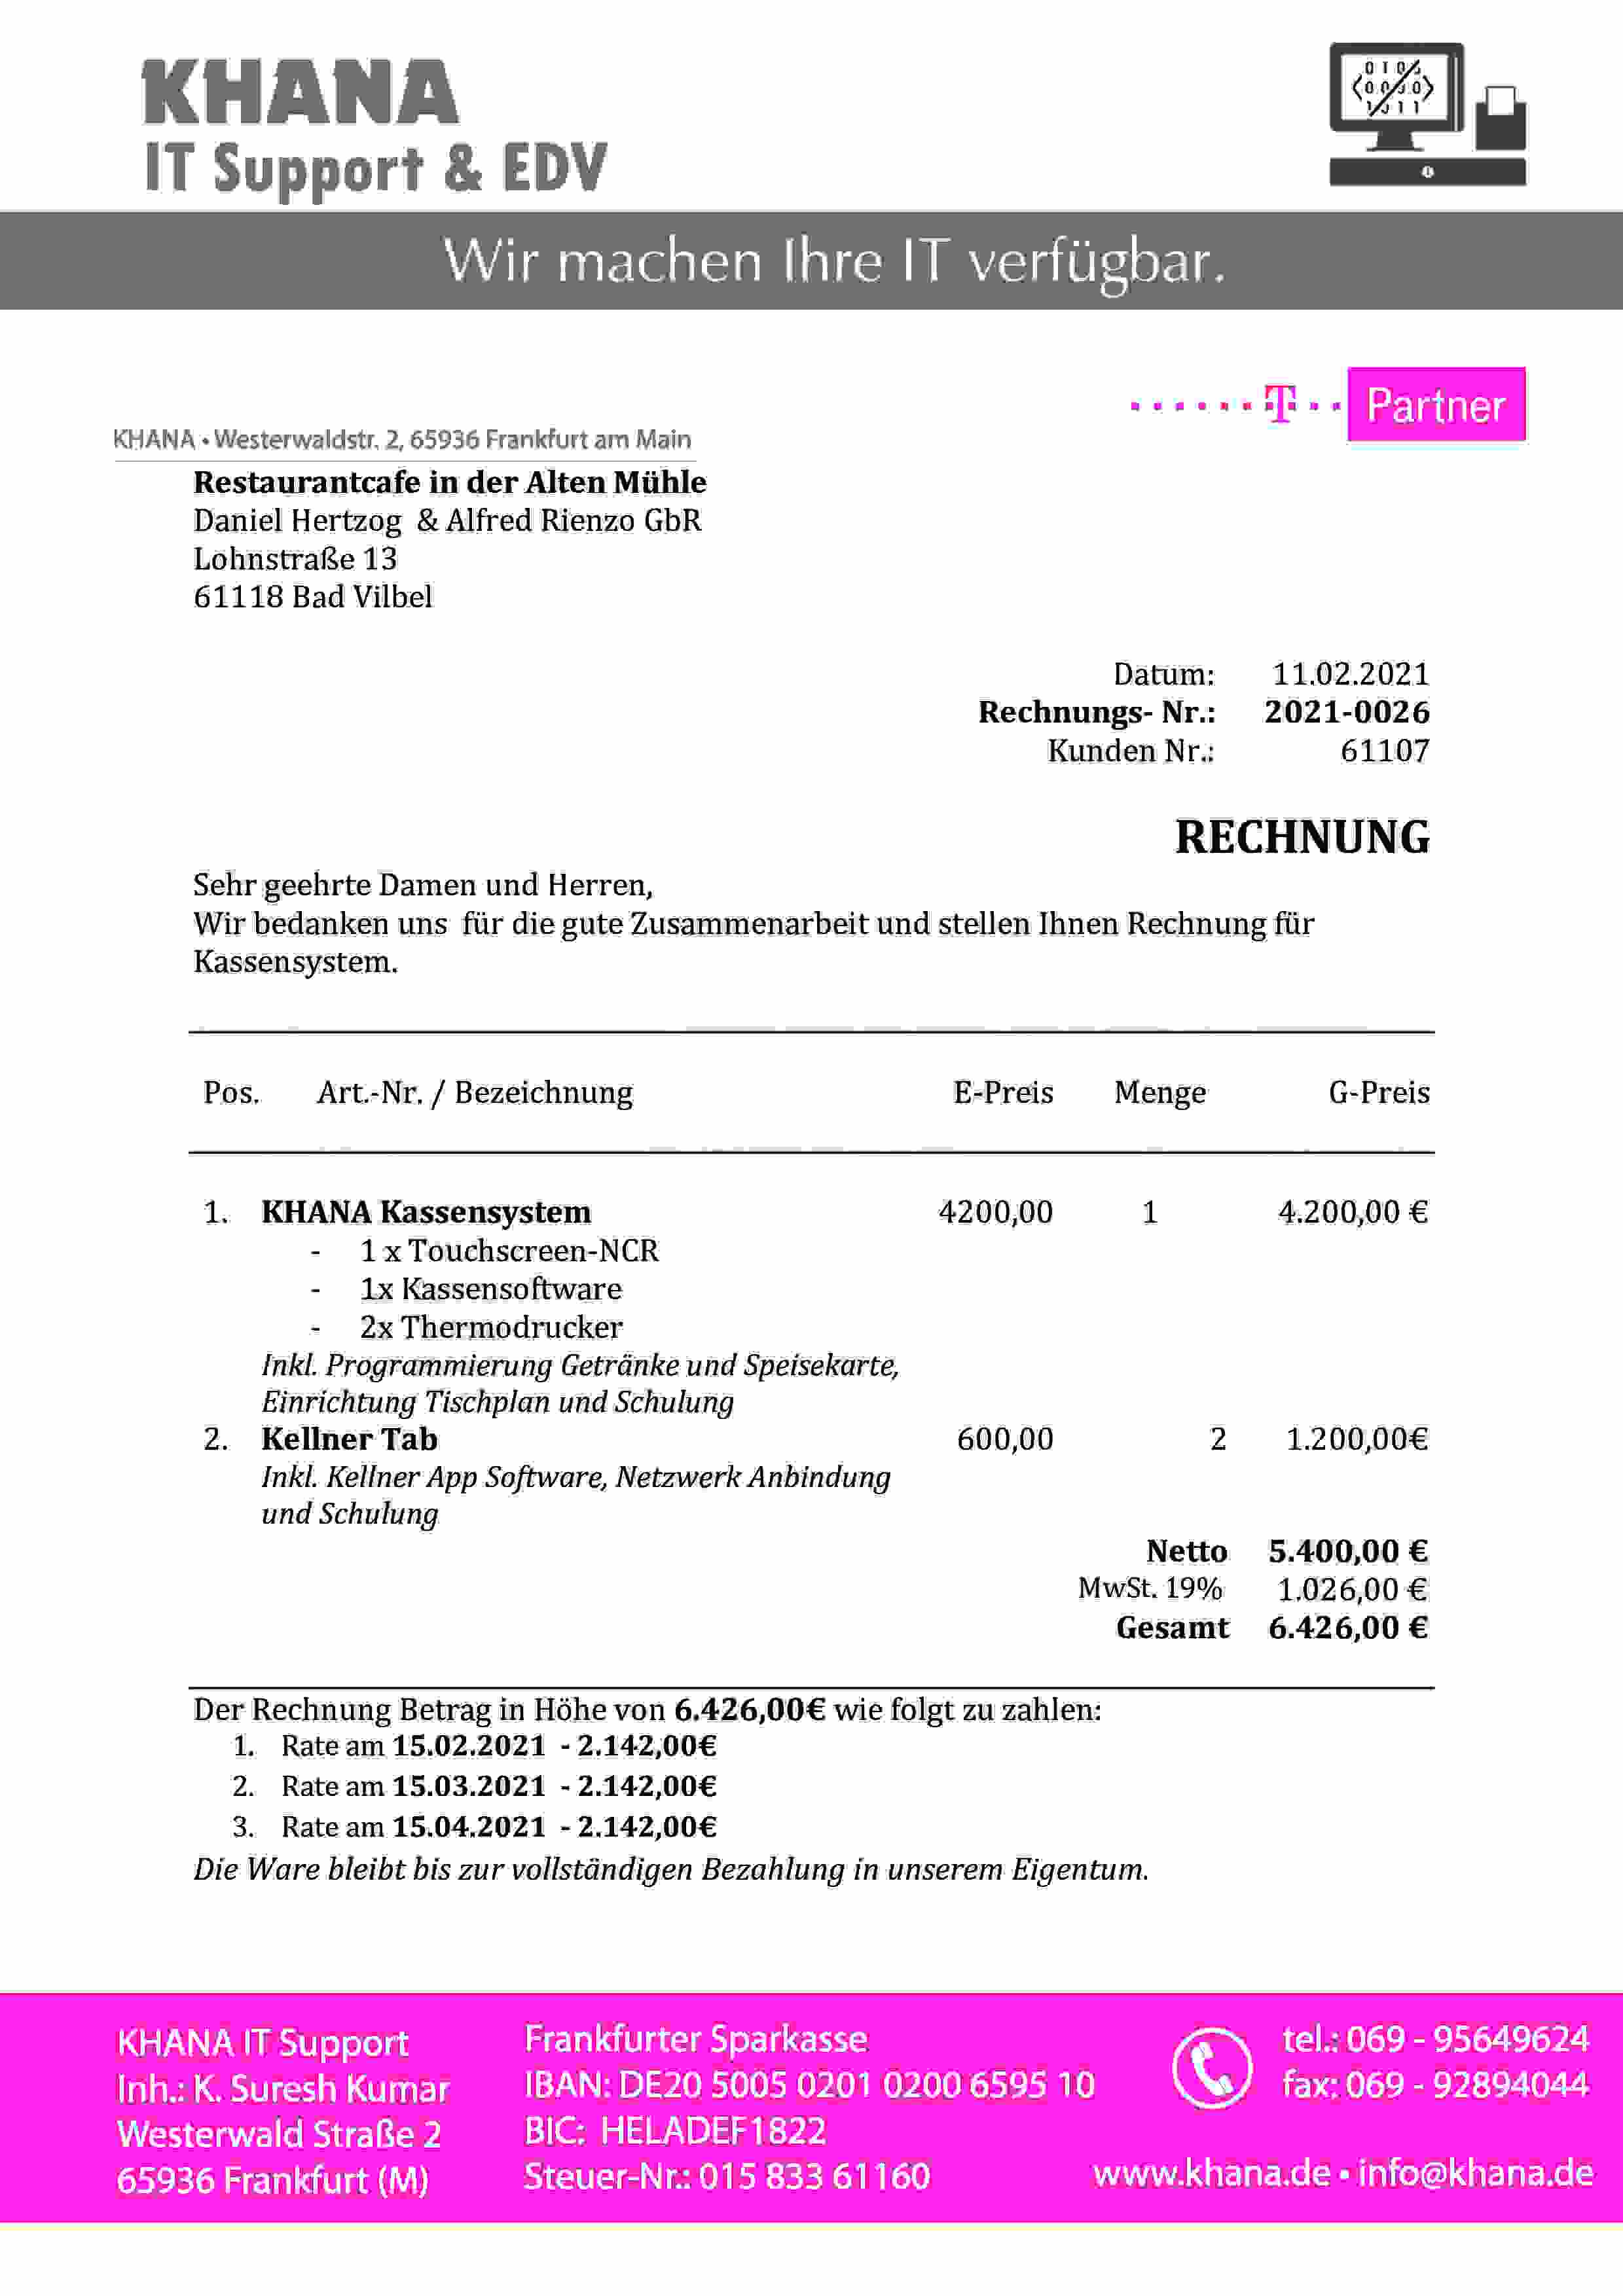 KHANA
IT Support & EDV
Wir machen Ihre IT verfügbar.
T Partner
KHANA • Westerwaldstr. 2, 65936 Frankfurt am Main
Restaurantcafe in der Alten Mühle
Daniel Hertzog & Alfred Rienzo GbR
Lohnstraße 13
61118 Bad Vilbel
Datum: 11.02.2021
Rechnungs- Nr.: 2021-0026
Kunden Nr.: 61107
RECHNUNG
Sehr geehrte Damen und Herren,
Wir bedanken uns für die gute Zusammenarbeit und stellen Ihnen Rechnung für
Kassensystem.
Pos. Art.-Nr. / Bezeichnung E-Preis Menge G-Preis
1. KHANA Kassensystem 4200,00 1 4.200,00 €
- 1 x Touchscreen-NCR
- 1x Kassensoftware
- 2x Thermodrucker
Inkl. Programmierung Getränke und Speisekarte,
Einrichtung Tischplan und Schulung
2. Kellner Tab 600,00 2 1.200,00€
Inkl. Kellner App Software, Netzwerk Anbindung
und Schulung
Netto 5.400,00 €
MwSt. 19% 1.026,00 €
Gesamt 6.426,00 €
Der Rechnung Betrag in Höhe von 6.426,00€ wie folgt zu zahlen:
1. Rate am 15.02.2021 - 2.142,00€
2. Rate am 15.03.2021 - 2.142,00€
3. Rate am 15.04.2021 - 2.142,00€
Die Ware bleibt bis zur vollständigen Bezahlung in unserem Eigentum.
KHANA IT Support
Inh.: K. Suresh Kumar
Westerwald Straße 2
65936 Frankfurt (M)
Frankfurter Sparkasse
IBAN: DE20 5005 0201 0200 6595 10
BIC: HELADEF1822
Steuer-Nr.: 015 833 61160
tel.: 069 - 95649624
fax: 069 - 92894044
www.khana.de • info@khana.de